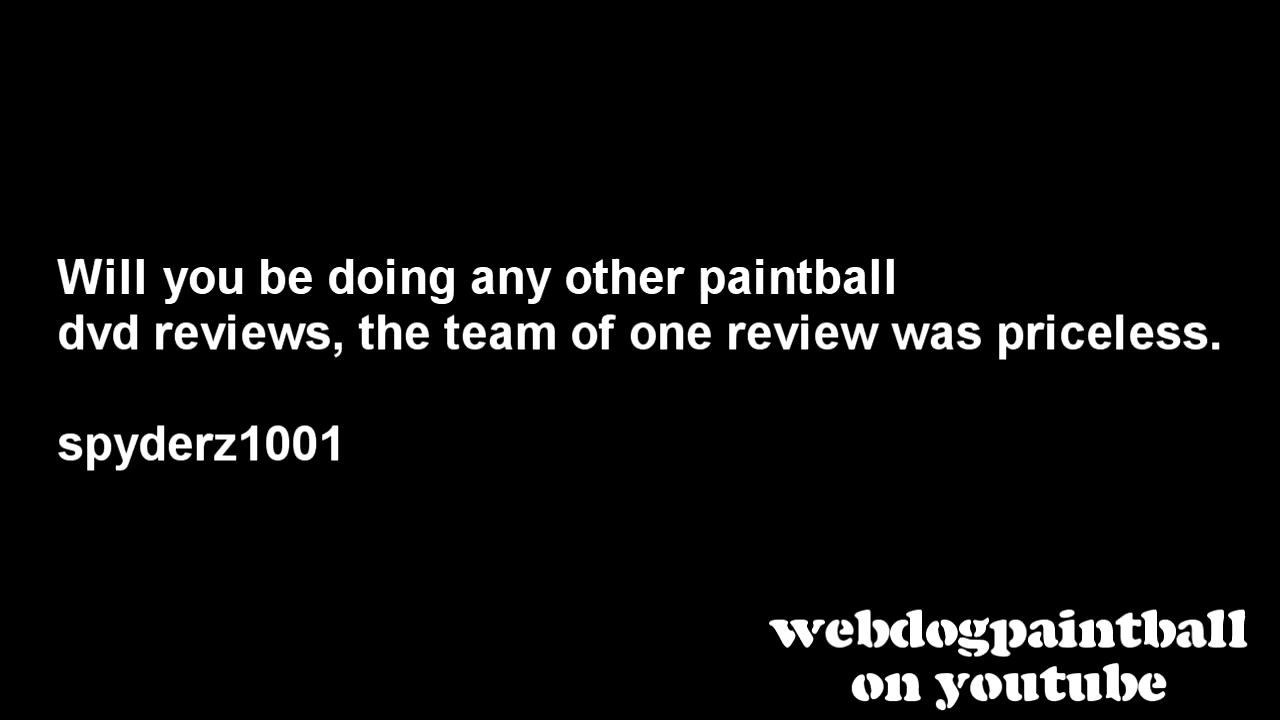 Will you be doing any other paintball
dvd reviews, the team of one review was priceless.
spyderz1001
webdogpaintball
on youtube